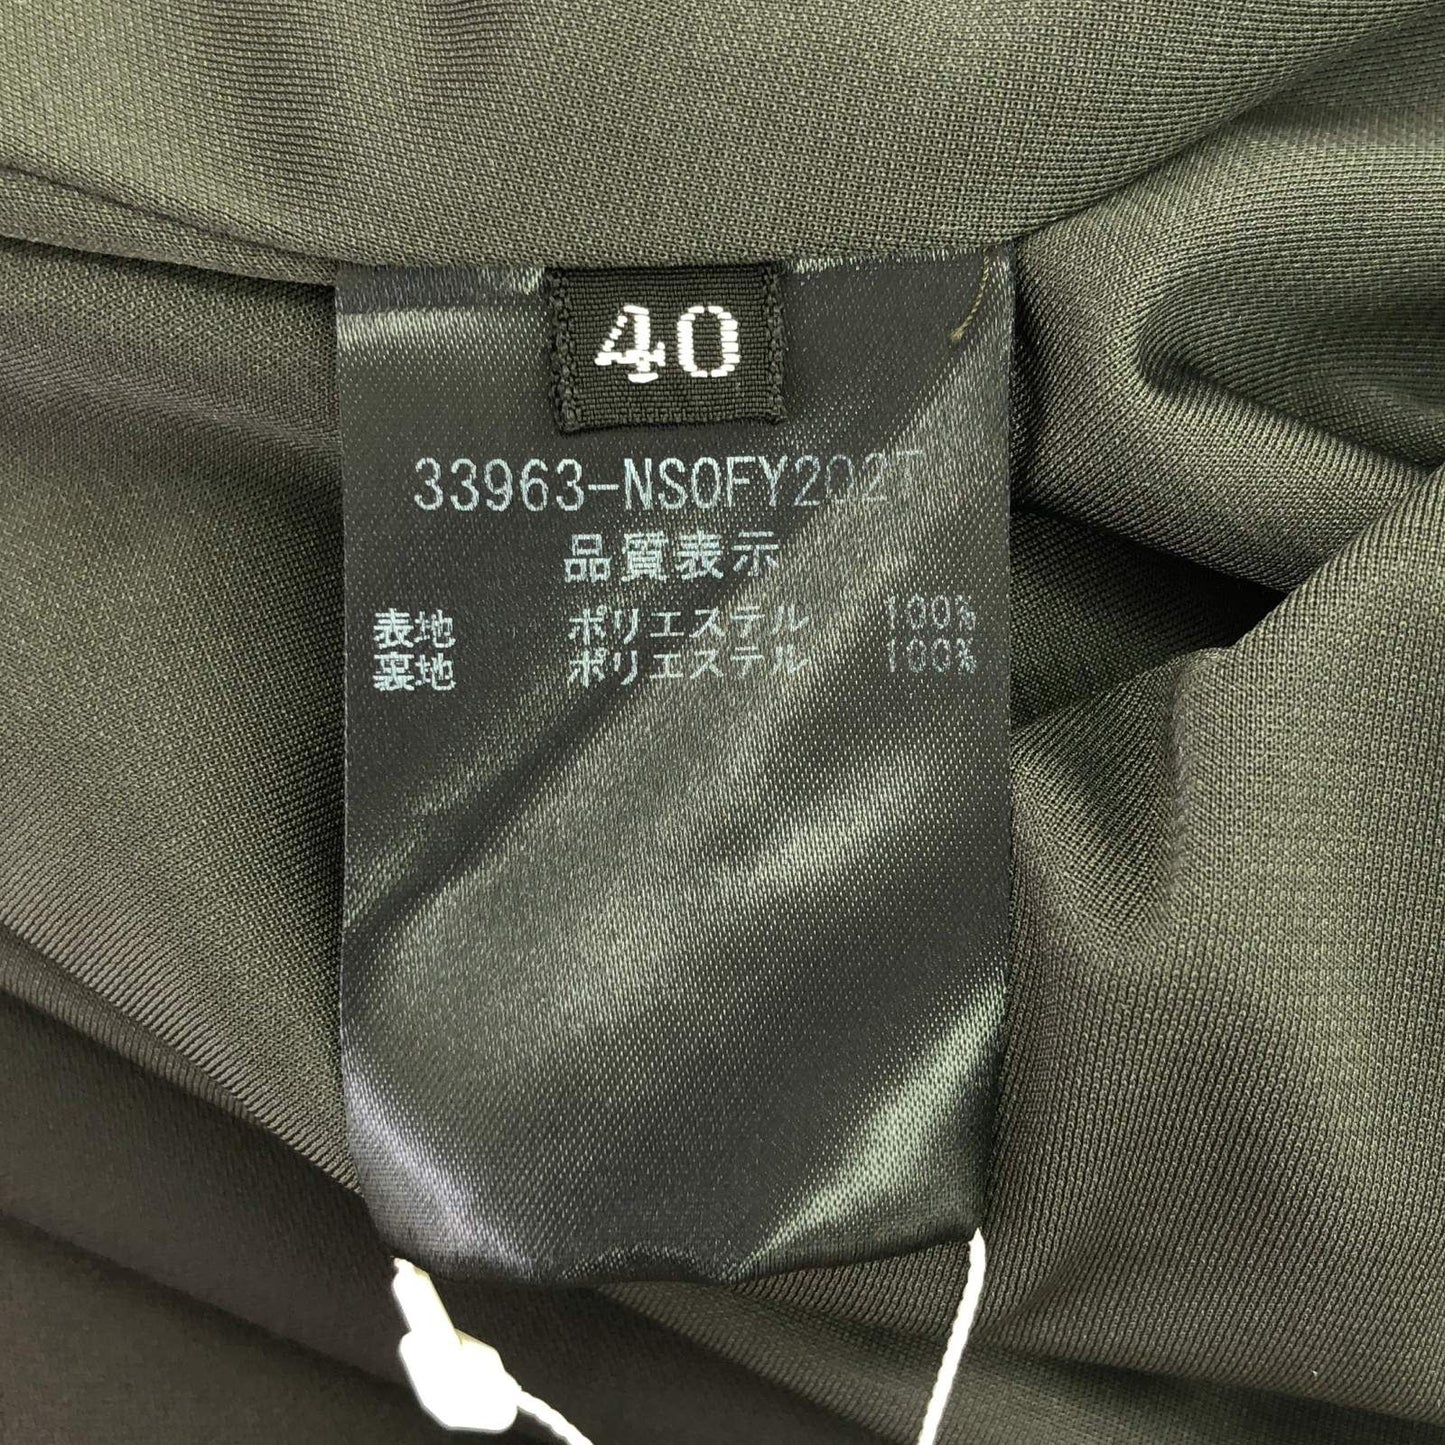 40
33963-NSOFY202T
品質表示
表地 ポリエステル 100%
裏地 ポリエステル 100%